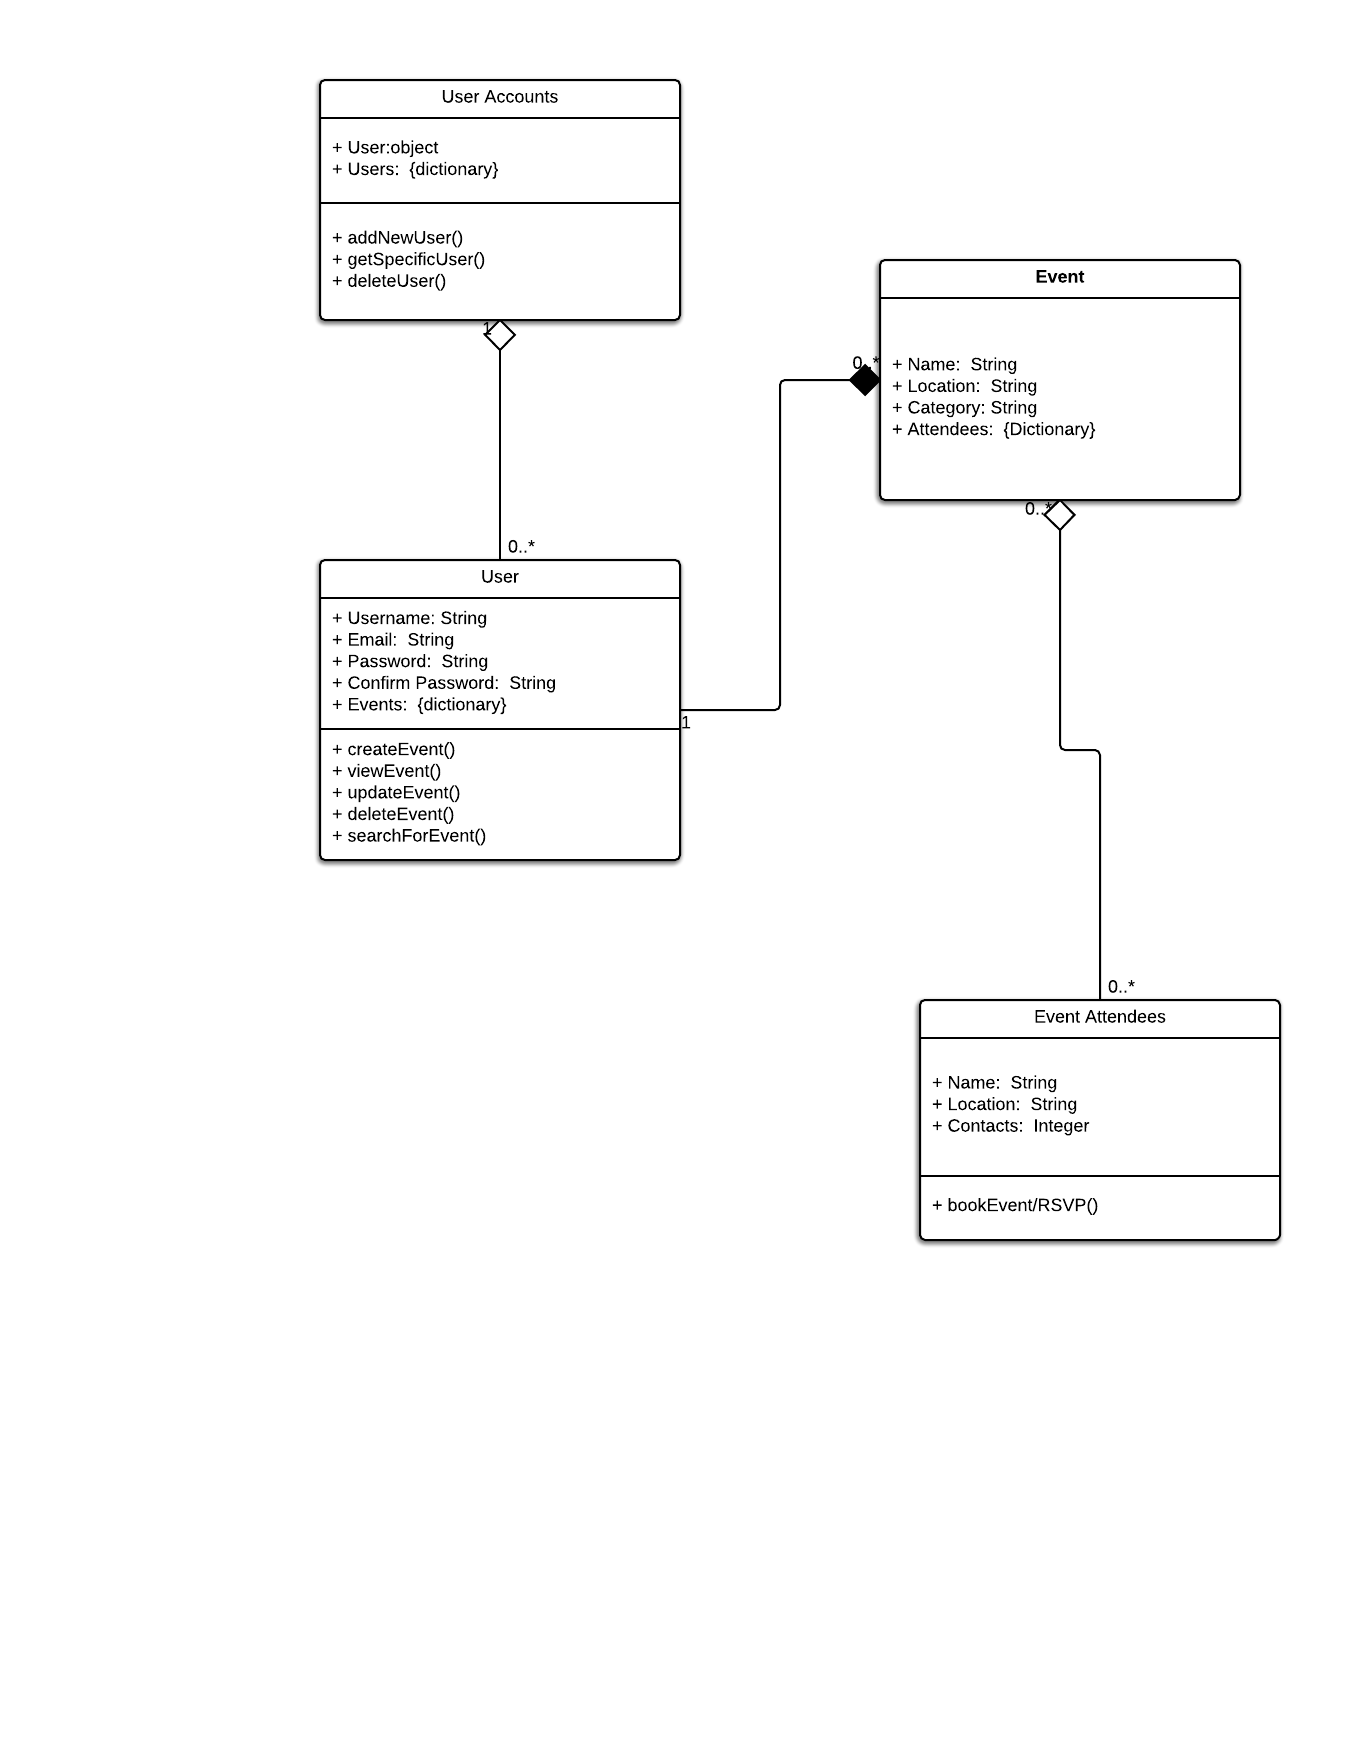 User Accounts
+ User:object
+ Users:  {dictionary}
+ addNewUser()
+ getSpecificUser()
+ deleteUser()
1
0..*
User
+ Username: String
+ Email:  String
+ Password:  String
+ Confirm Password:  String
+ Events:  {dictionary}
+ createEvent()
+ viewEvent()
+ updateEvent()
+ deleteEvent()
+ searchForEvent()
1
0..*
Event
+ Name:  String
+ Location:  String
+ Category: String
+ Attendees:  {Dictionary}
0..*
0..*
Event Attendees
+ Name:  String
+ Location:  String
+ Contacts:  Integer
+ bookEvent/RSVP()